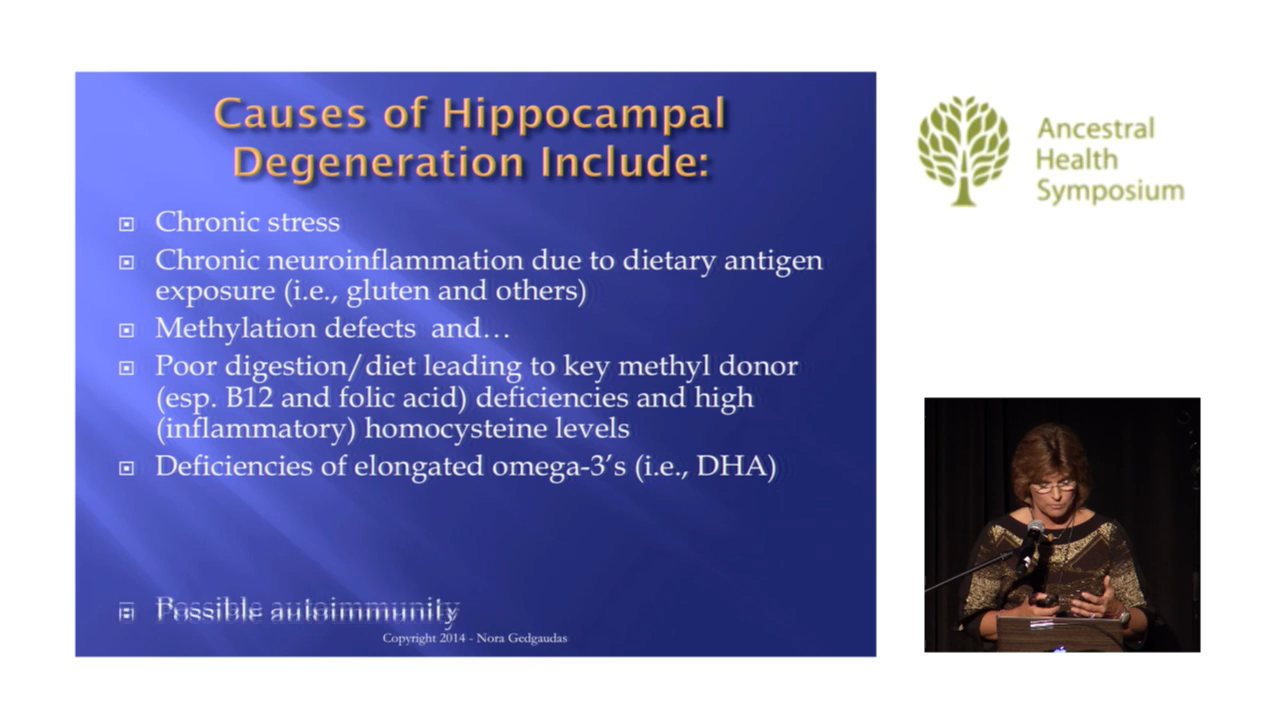 Causes of Hippocampal
Degeneration Include:
Chronic stress
Chronic neuroinflammation due to dietary antigen
exposure (i.e., gluten and others)
Methylation defects and…
Poor digestion/diet leading to key methyl donor
(esp. B12 and folic acid) deficiencies and high
(inflammatory) homocysteine levels
Deficiencies of elongated omega-3’s (i.e., DHA)
Possible autoimmunity
Copyright 2014 - Nora Gedgaudas
Ancestral
Health
Symposium